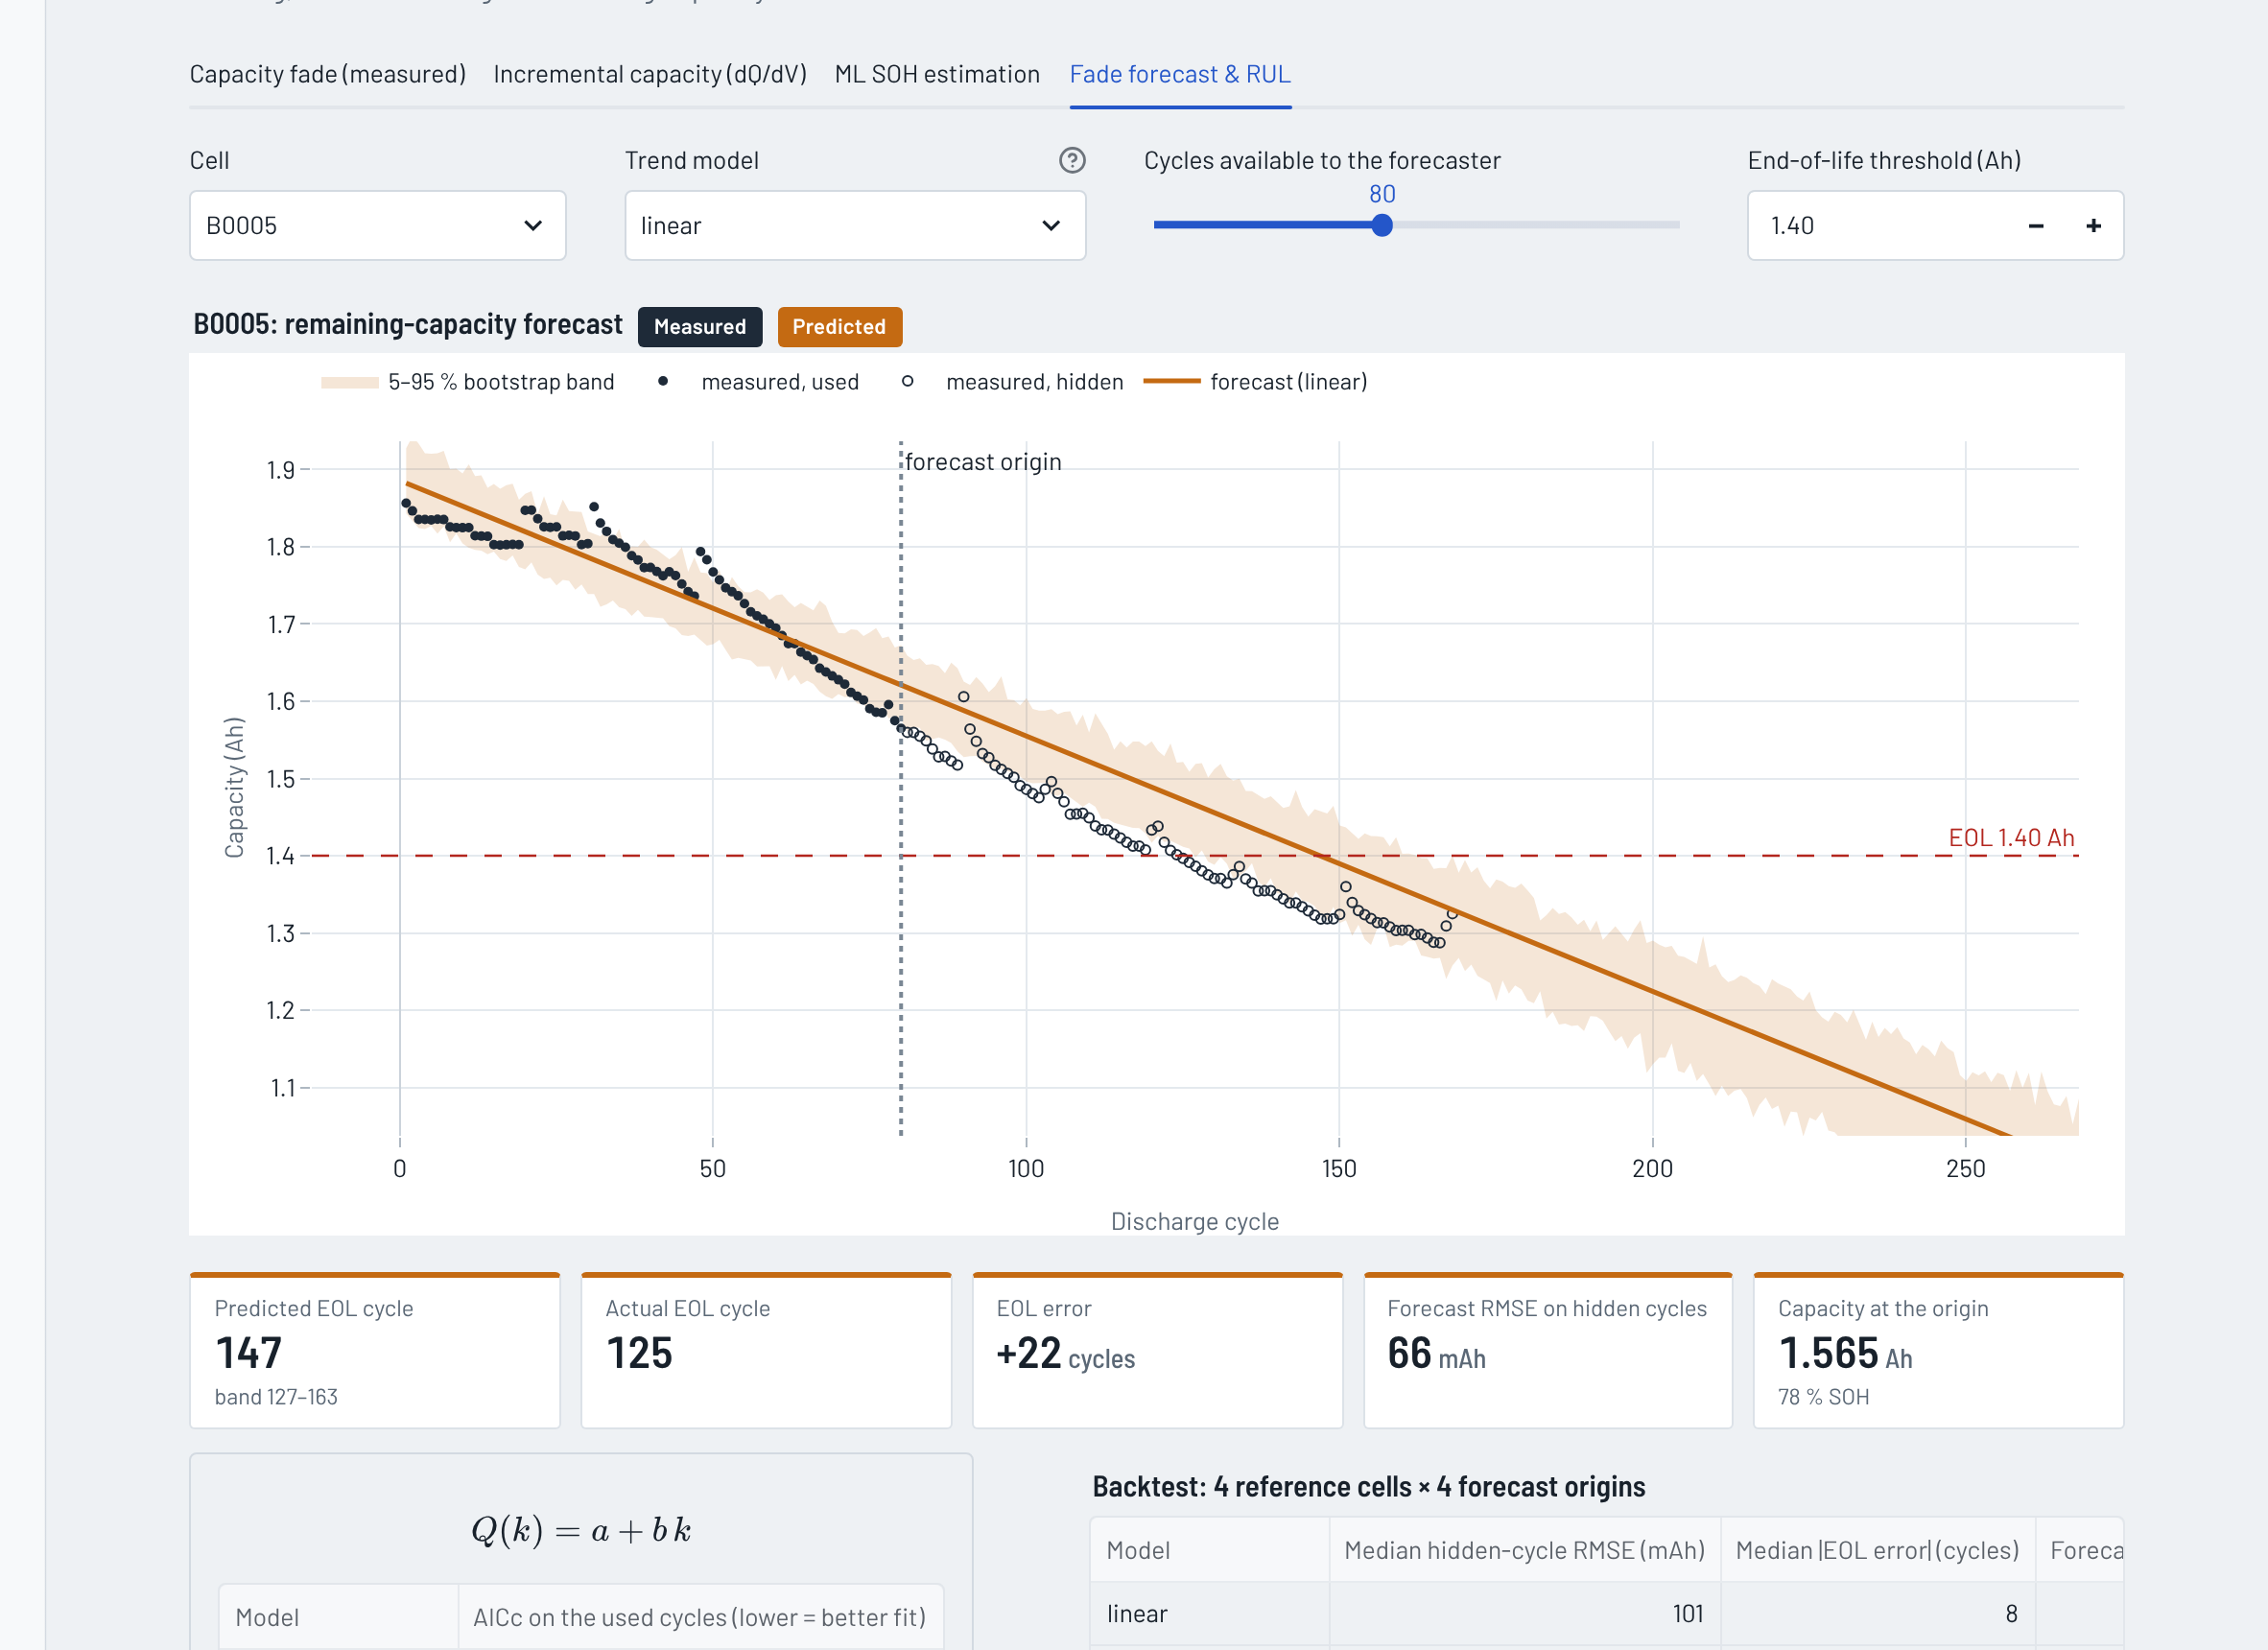 Capacity fade (measured) Incremental capacity (dQ/dV) ML SOH estimation Fade forecast & RUL
Cell Trend model ? Cycles available to the forecaster End-of-life threshold (Ah)
80
B0005 linear 1.40 − +
B0005: remaining-capacity forecast Measured Predicted
5–95 % bootstrap band measured, used measured, hidden forecast (linear)
forecast origin
1.9
1.8
1.7
1.6
1.5
1.4
1.3
1.2
1.1
Capacity (Ah)
EOL 1.40 Ah
0 50 100 150 200 250
Discharge cycle
Predicted EOL cycle
147
band 127–163
Actual EOL cycle
125
EOL error
+22 cycles
Forecast RMSE on hidden cycles
66 mAh
Capacity at the origin
1.565 Ah
78 % SOH
Q(k) = a + b k
Model AICc on the used cycles (lower = better fit)
Backtest: 4 reference cells × 4 forecast origins
Model Median hidden-cycle RMSE (mAh) Median |EOL error| (cycles) Foreca
linear 101 8